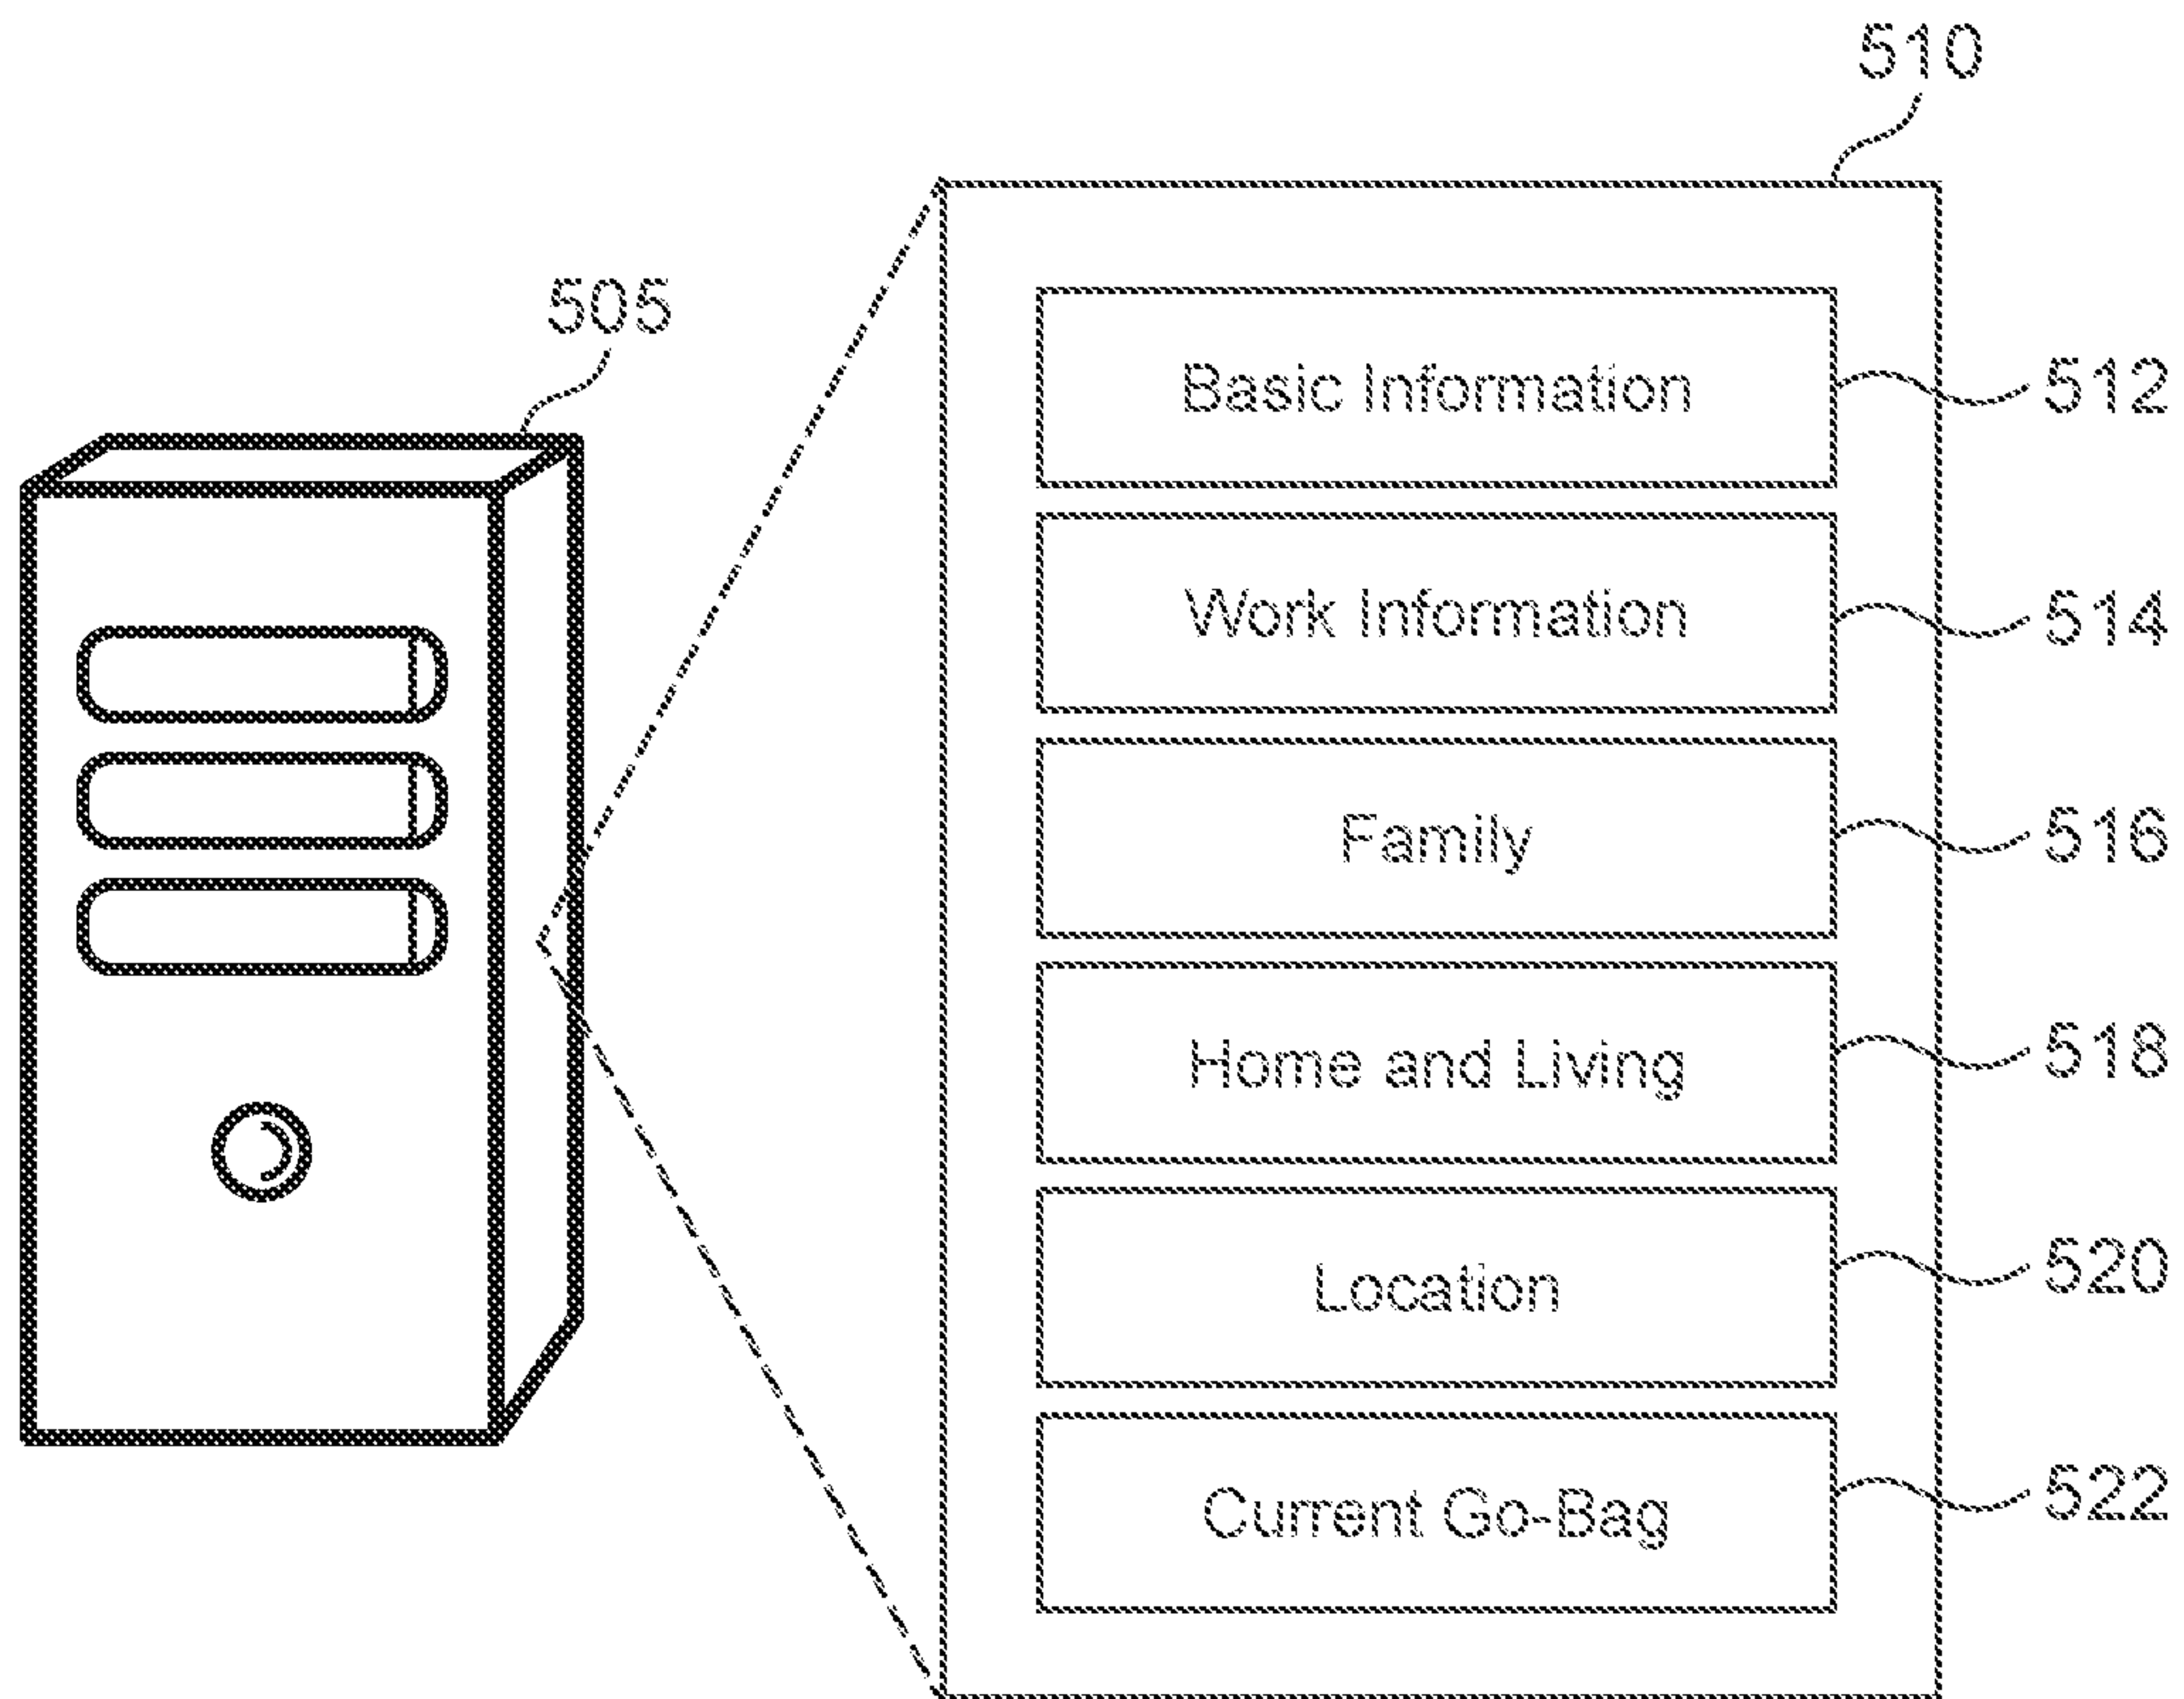 510
505
Basic Information 512
Work Information 514
Family 516
Home and Living 518
Location 520
Current Go-Bag 522